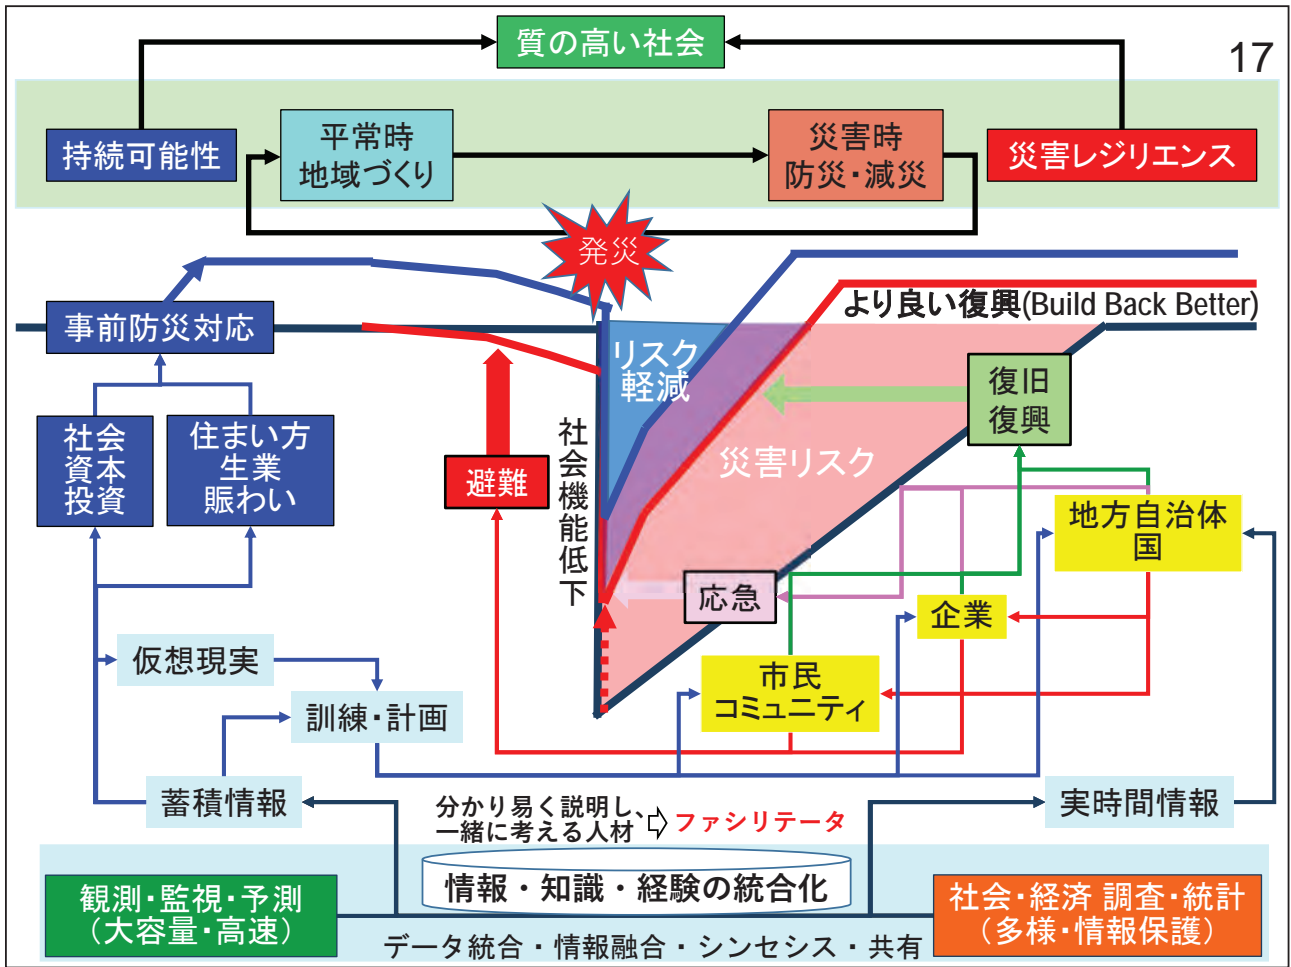 質の高い社会
17
持続可能性
平常時
地域づくり
災害時
防災・減災
災害レジリエンス
発災
事前防災対応
より良い復興(Build Back Better)
リスク
軽減
復旧
復興
社会
資本
投資
住まい方
生業
賑わい
避難
社会機能低下
災害リスク
地方自治体
国
応急
企業
仮想現実
市民
コミュニティ
訓練・計画
蓄積情報
分かり易く説明し、
一緒に考える人材
ファシリテータ
実時間情報
情報・知識・経験の統合化
観測・監視・予測
（大容量・高速）
社会・経済 調査・統計
（多様・情報保護）
データ統合・情報融合・シンセシス・共有